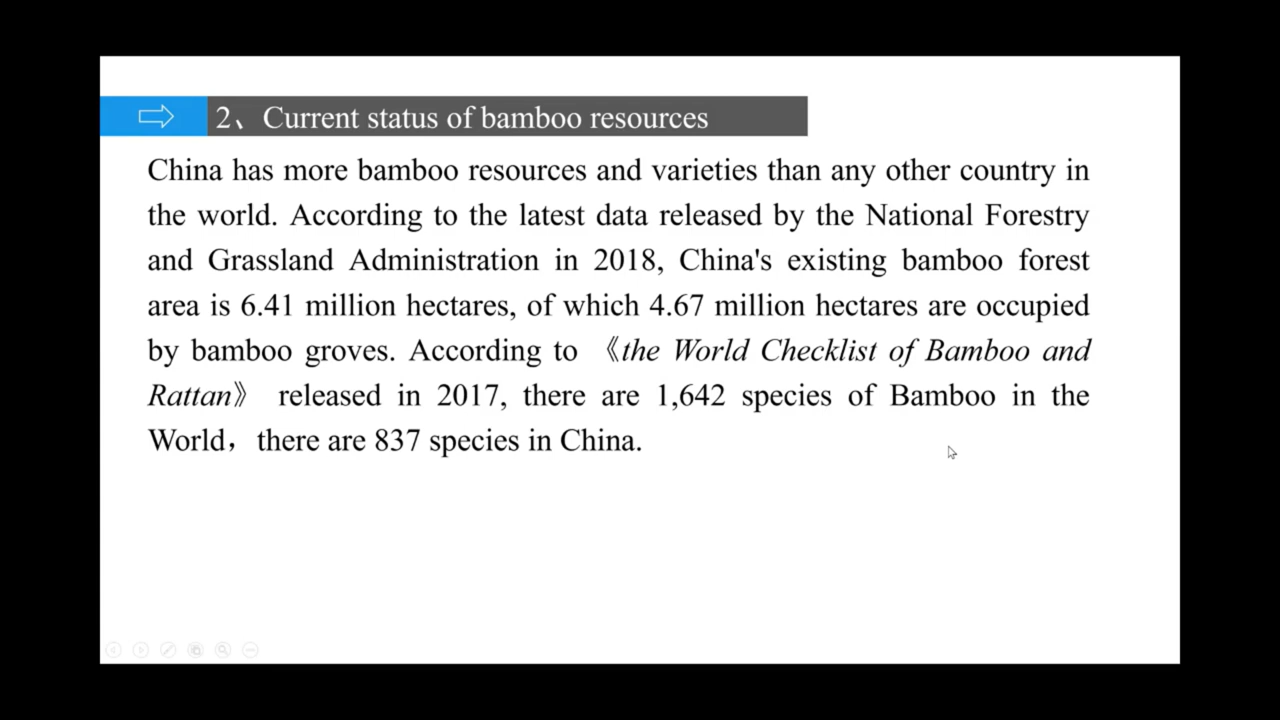 2、Current status of bamboo resources
China has more bamboo resources and varieties than any other country in
the world. According to the latest data released by the National Forestry
and Grassland Administration in 2018, China's existing bamboo forest
area is 6.41 million hectares, of which 4.67 million hectares are occupied
by bamboo groves. According to 《the World Checklist of Bamboo and
Rattan》 released in 2017, there are 1,642 species of Bamboo in the
World，there are 837 species in China.